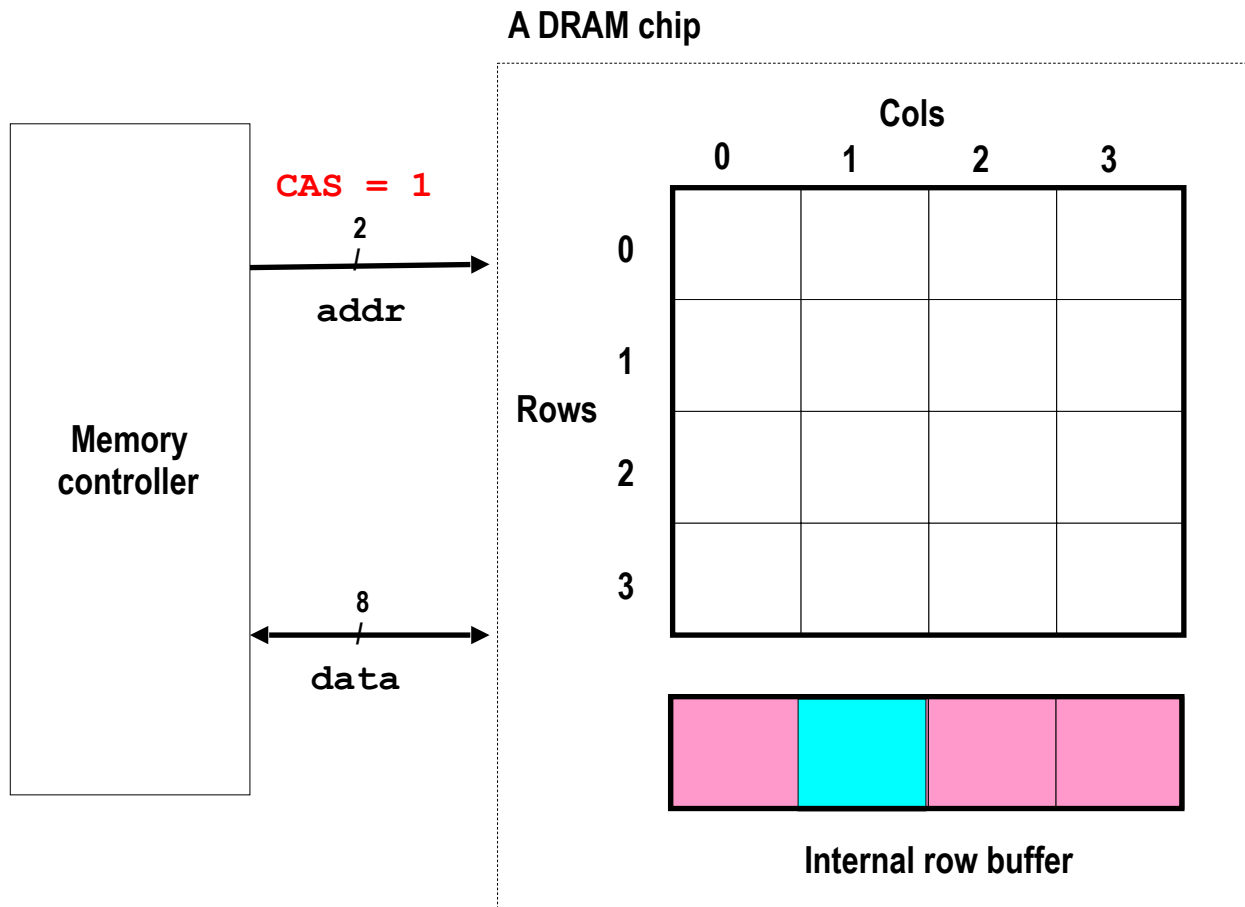 A DRAM chip
Cols
0 1 2 3
CAS = 1
2
addr
0
1
Rows
2
3
Memory
controller
8
data
Internal row buffer